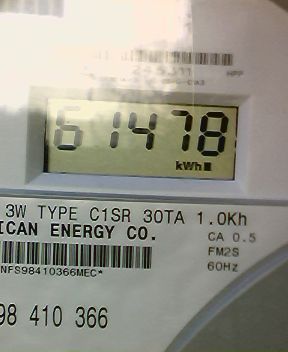 61478
kWh
3W TYPE C1SR 30TA 1.0Kh
ICAN ENERGY CO.
CA 0.5
FM2S
60Hz
NFS98410366MEC*
98 410 366